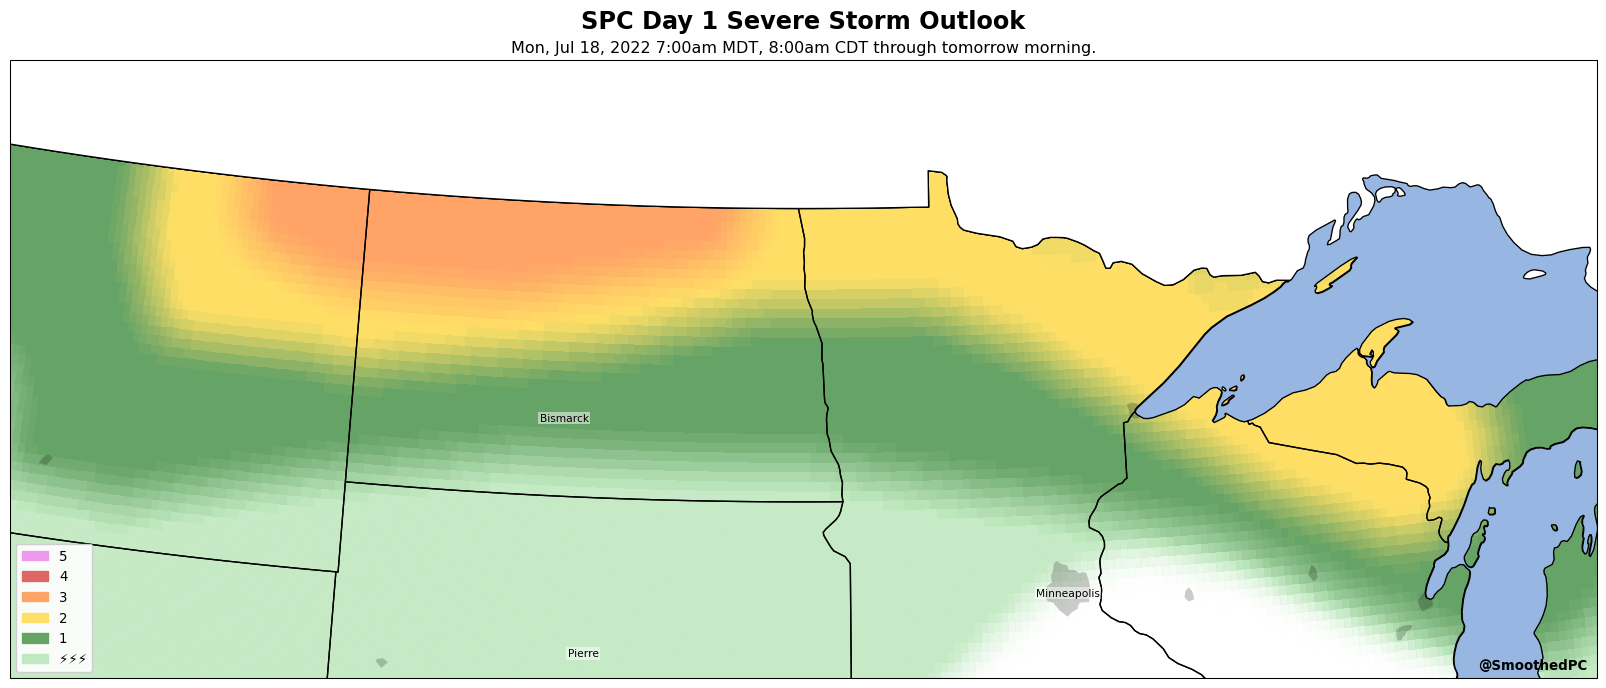 SPC Day 1 Severe Storm Outlook
Mon, Jul 18, 2022 7:00am MDT, 8:00am CDT through tomorrow morning.
Bismarck
Minneapolis
Pierre
5
4
3
2
1
⚡⚡⚡
@SmoothedPC